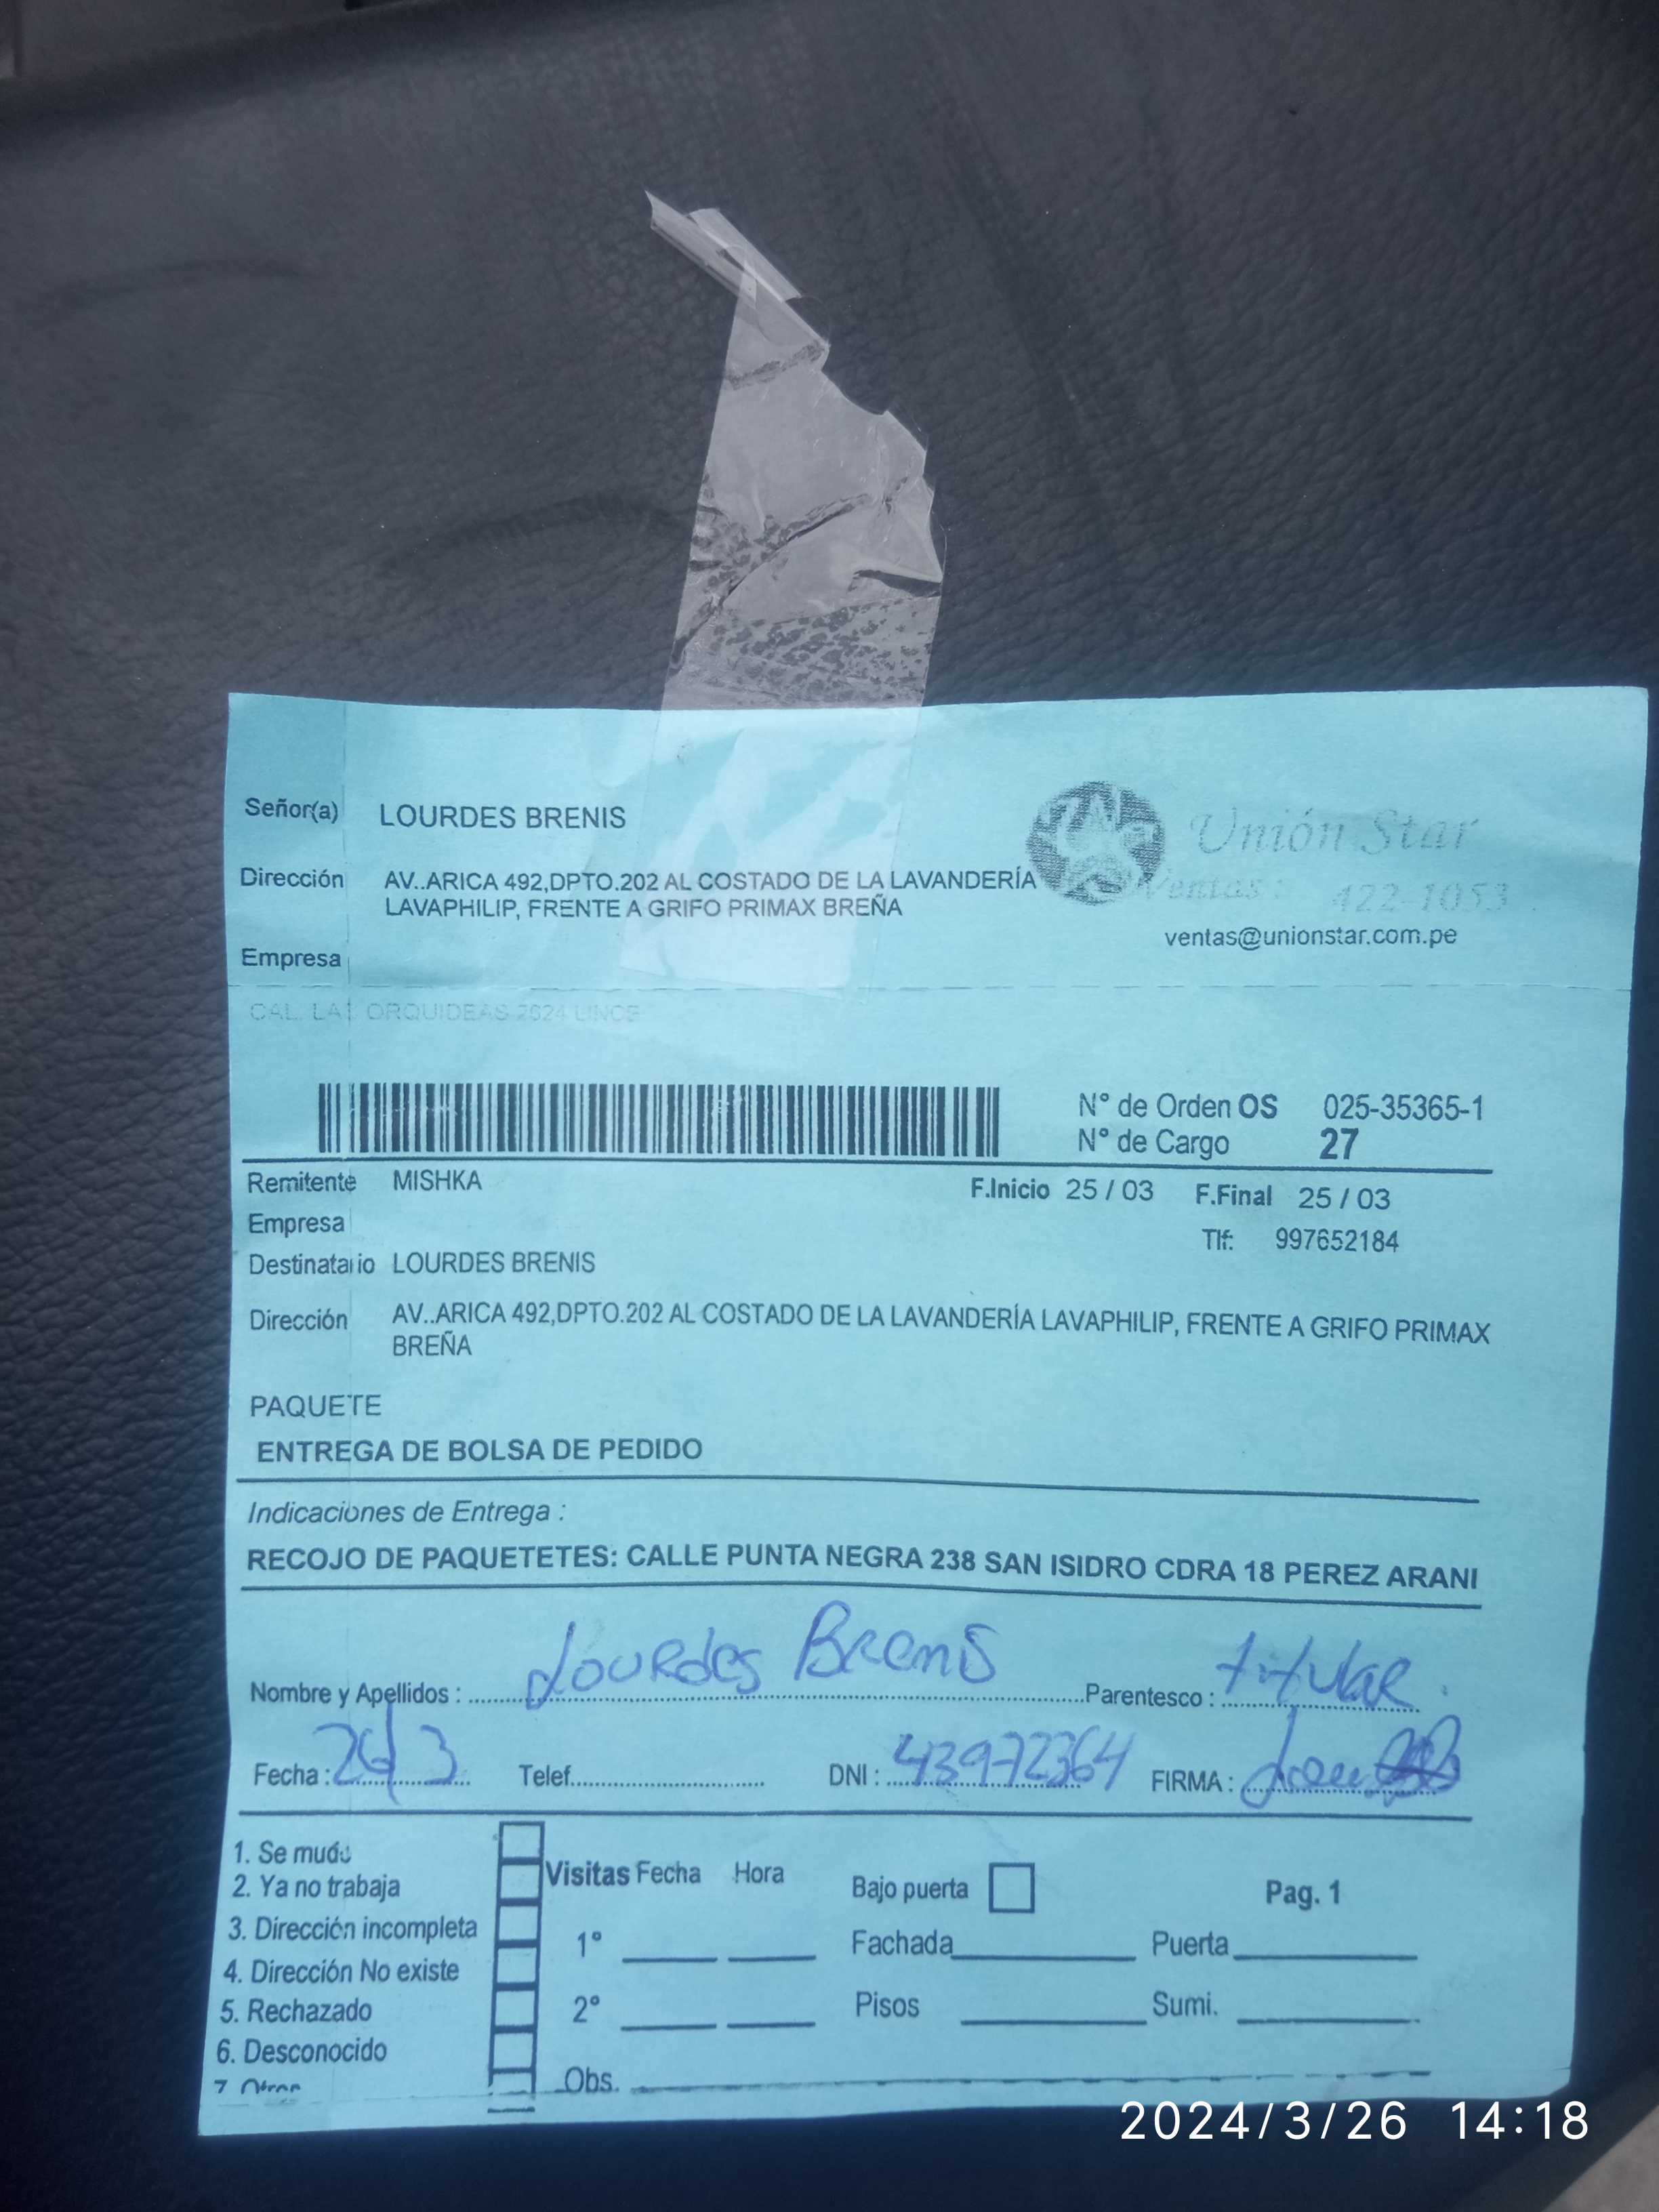 Señor(a) LOURDES BRENIS
Unión Star
Dirección AV..ARICA 492,DPTO.202 AL COSTADO DE LA LAVANDERÍA
Ventas: 422-1053
LAVAPHILIP, FRENTE A GRIFO PRIMAX BREÑA
ventas@unionstar.com.pe
Empresa
CAL. LAS ORQUIDEAS 2624 LINCE
N° de Orden OS 025-35365-1
N° de Cargo 27
Remitente MISHKA F.Inicio 25 / 03 F.Final 25 / 03
Empresa
Tlf: 997652184
Destinatario LOURDES BRENIS
Dirección AV..ARICA 492,DPTO.202 AL COSTADO DE LA LAVANDERÍA LAVAPHILIP, FRENTE A GRIFO PRIMAX
BREÑA
PAQUETE
ENTREGA DE BOLSA DE PEDIDO
Indicaciones de Entrega :
RECOJO DE PAQUETETES: CALLE PUNTA NEGRA 238 SAN ISIDRO CDRA 18 PEREZ ARANI
Nombre y Apellidos : Lourdes Brenis Parentesco : titular.
Fecha : 26/3 Telef. DNI : 43972364 FIRMA :
1. Se mudó
2. Ya no trabaja
3. Dirección incompleta
4. Dirección No existe
5. Rechazado
6. Desconocido
7 Otros
Visitas Fecha Hora
1°
2°
Obs.
Bajo puerta
Pag. 1
Fachada Puerta
Pisos Sumi.
2024/3/26 14:18